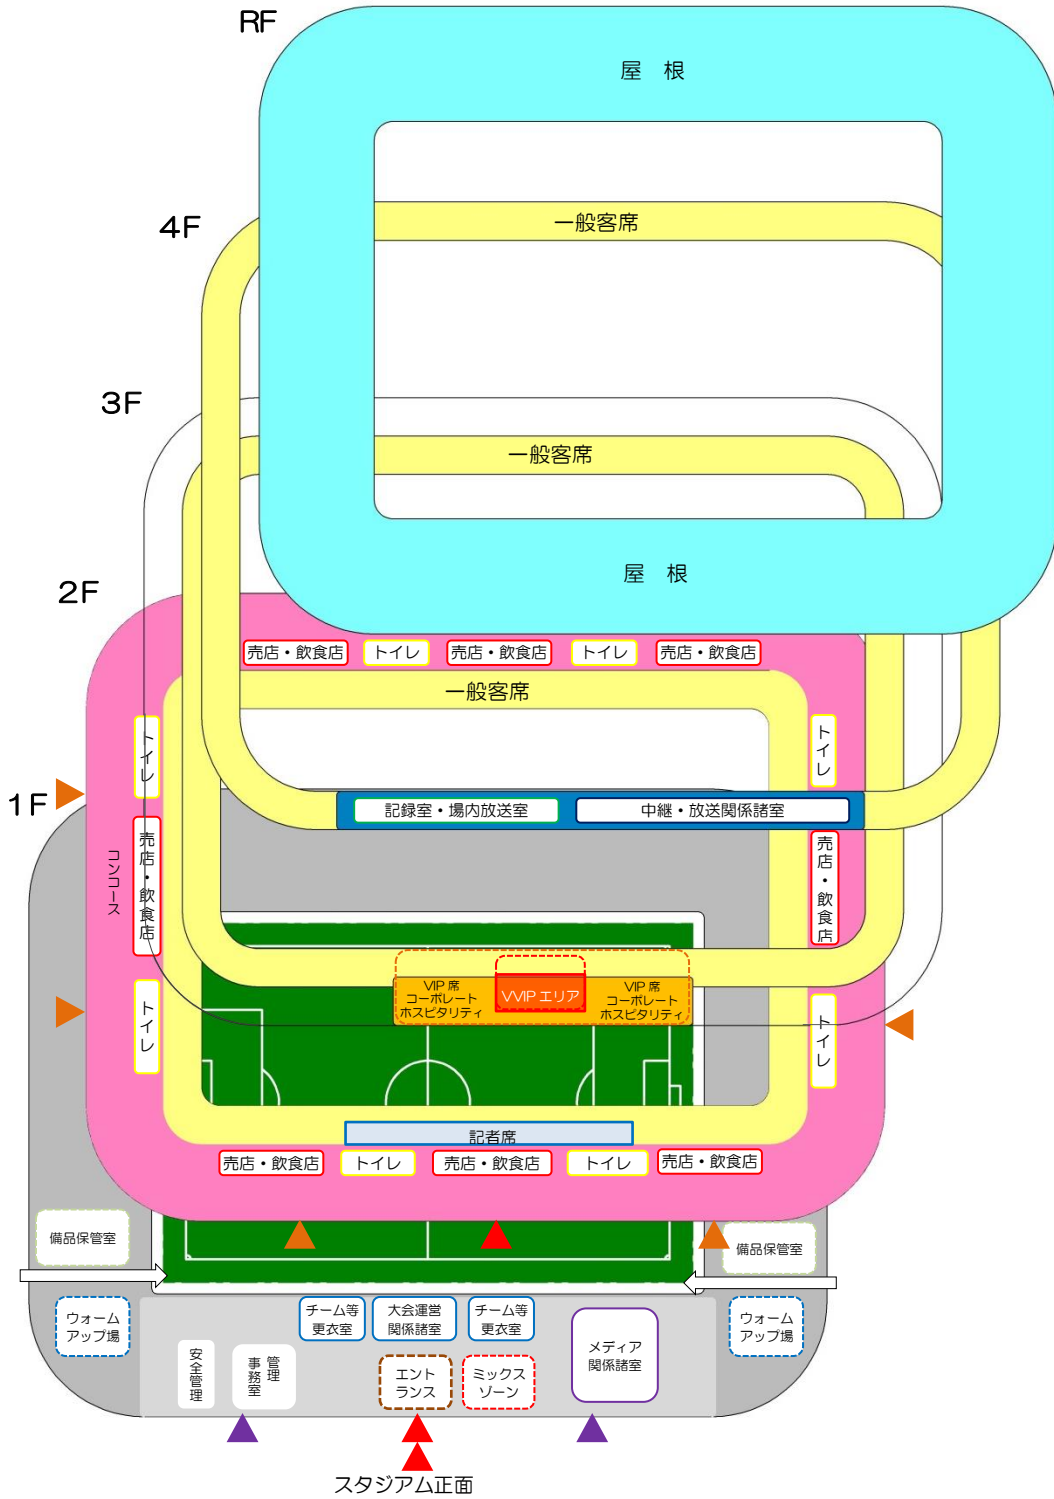 RF
屋　根
4F
一般客席
3F
一般客席
屋　根
2F
売店・飲食店
トイレ
売店・飲食店
トイレ
売店・飲食店
一般客席
トイレ
トイレ
1F
記録室・場内放送室
中継・放送関係諸室
コンコース
売店・飲食店
売店・飲食店
VIP 席
コーポレート
ホスピタリティ
VVIP エリア
VIP 席
コーポレート
ホスピタリティ
トイレ
トイレ
記者席
売店・飲食店
トイレ
売店・飲食店
トイレ
売店・飲食店
備品保管室
備品保管室
ウォーム
アップ場
チーム等
更衣室
大会運営
関係諸室
チーム等
更衣室
メディア
関係諸室
ウォーム
アップ場
安全管理
管理
事務室
エント
ランス
ミックス
ゾーン
スタジアム正面